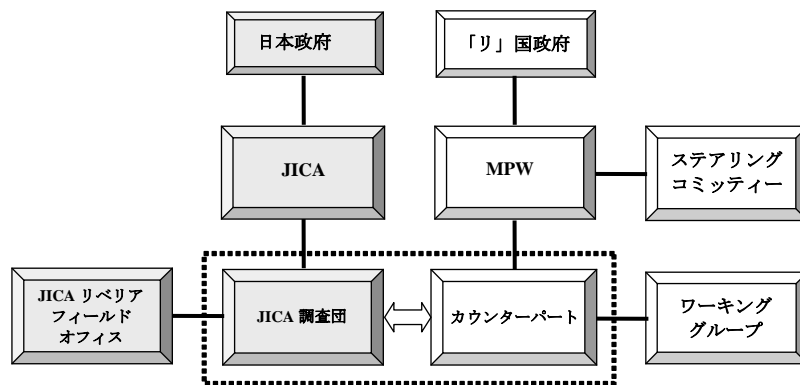 日本政府
「リ」国政府
JICA
MPW
ステアリング
コミッティー
JICA リベリア
フィールド
オフィス
JICA 調査団
カウンターパート
ワーキング
グループ